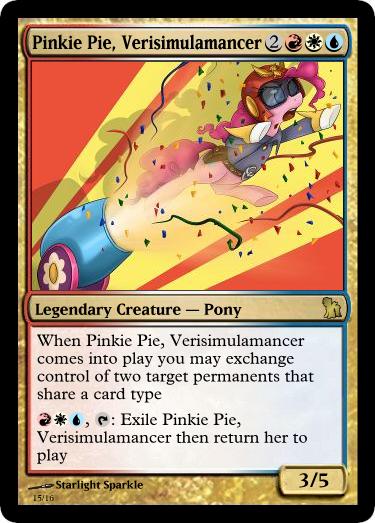 Pinkie Pie, Verisimulamancer 2
Legendary Creature — Pony
When Pinkie Pie, Verisimulamancer
comes into play you may exchange
control of two target permanents that
share a card type
, : Exile Pinkie Pie,
Verisimulamancer then return her to
play
Starlight Sparkle
3/5
15/16